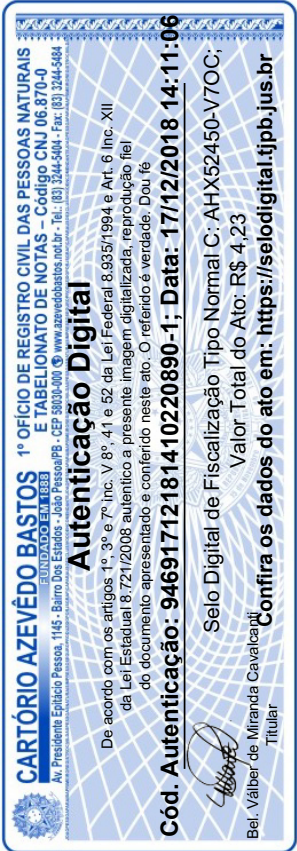 CARTÓRIO AZEVÊDO BASTOS
FUNDADO EM 1888
1º OFÍCIO DE REGISTRO CIVIL DAS PESSOAS NATURAIS
E TABELIONATO DE NOTAS – Código CNJ 06.870-0
Av. Presidente Epitácio Pessoa, 1145 - Bairro Dos Estados - João Pessoa/PB - CEP 58030-000 www.azevedobastos.not.br - Tel.: (83) 3244-5404 - Fax: (83) 3244-5484
Autenticação Digital
De acordo com os artigos 1º, 3º e 7º Inc. V 8º, 41 e 52 da Lei Federal 8.935/1994 e Art. 6 Inc. XII
da Lei Estadual 8.721/2008 autentico a presente imagem digitalizada, reprodução fiel
do documento apresentado e conferido neste ato. O referido é verdade. Dou fé
Cód. Autenticação: 94691712181410220890-1; Data: 17/12/2018 14:11:06
Selo Digital de Fiscalização Tipo Normal C: AHX52450-V7OC;
Valor Total do Ato: R$ 4,23
Bel. Válber de Miranda Cavalcanti
Titular
Confira os dados do ato em: https://selodigital.tjpb.jus.br